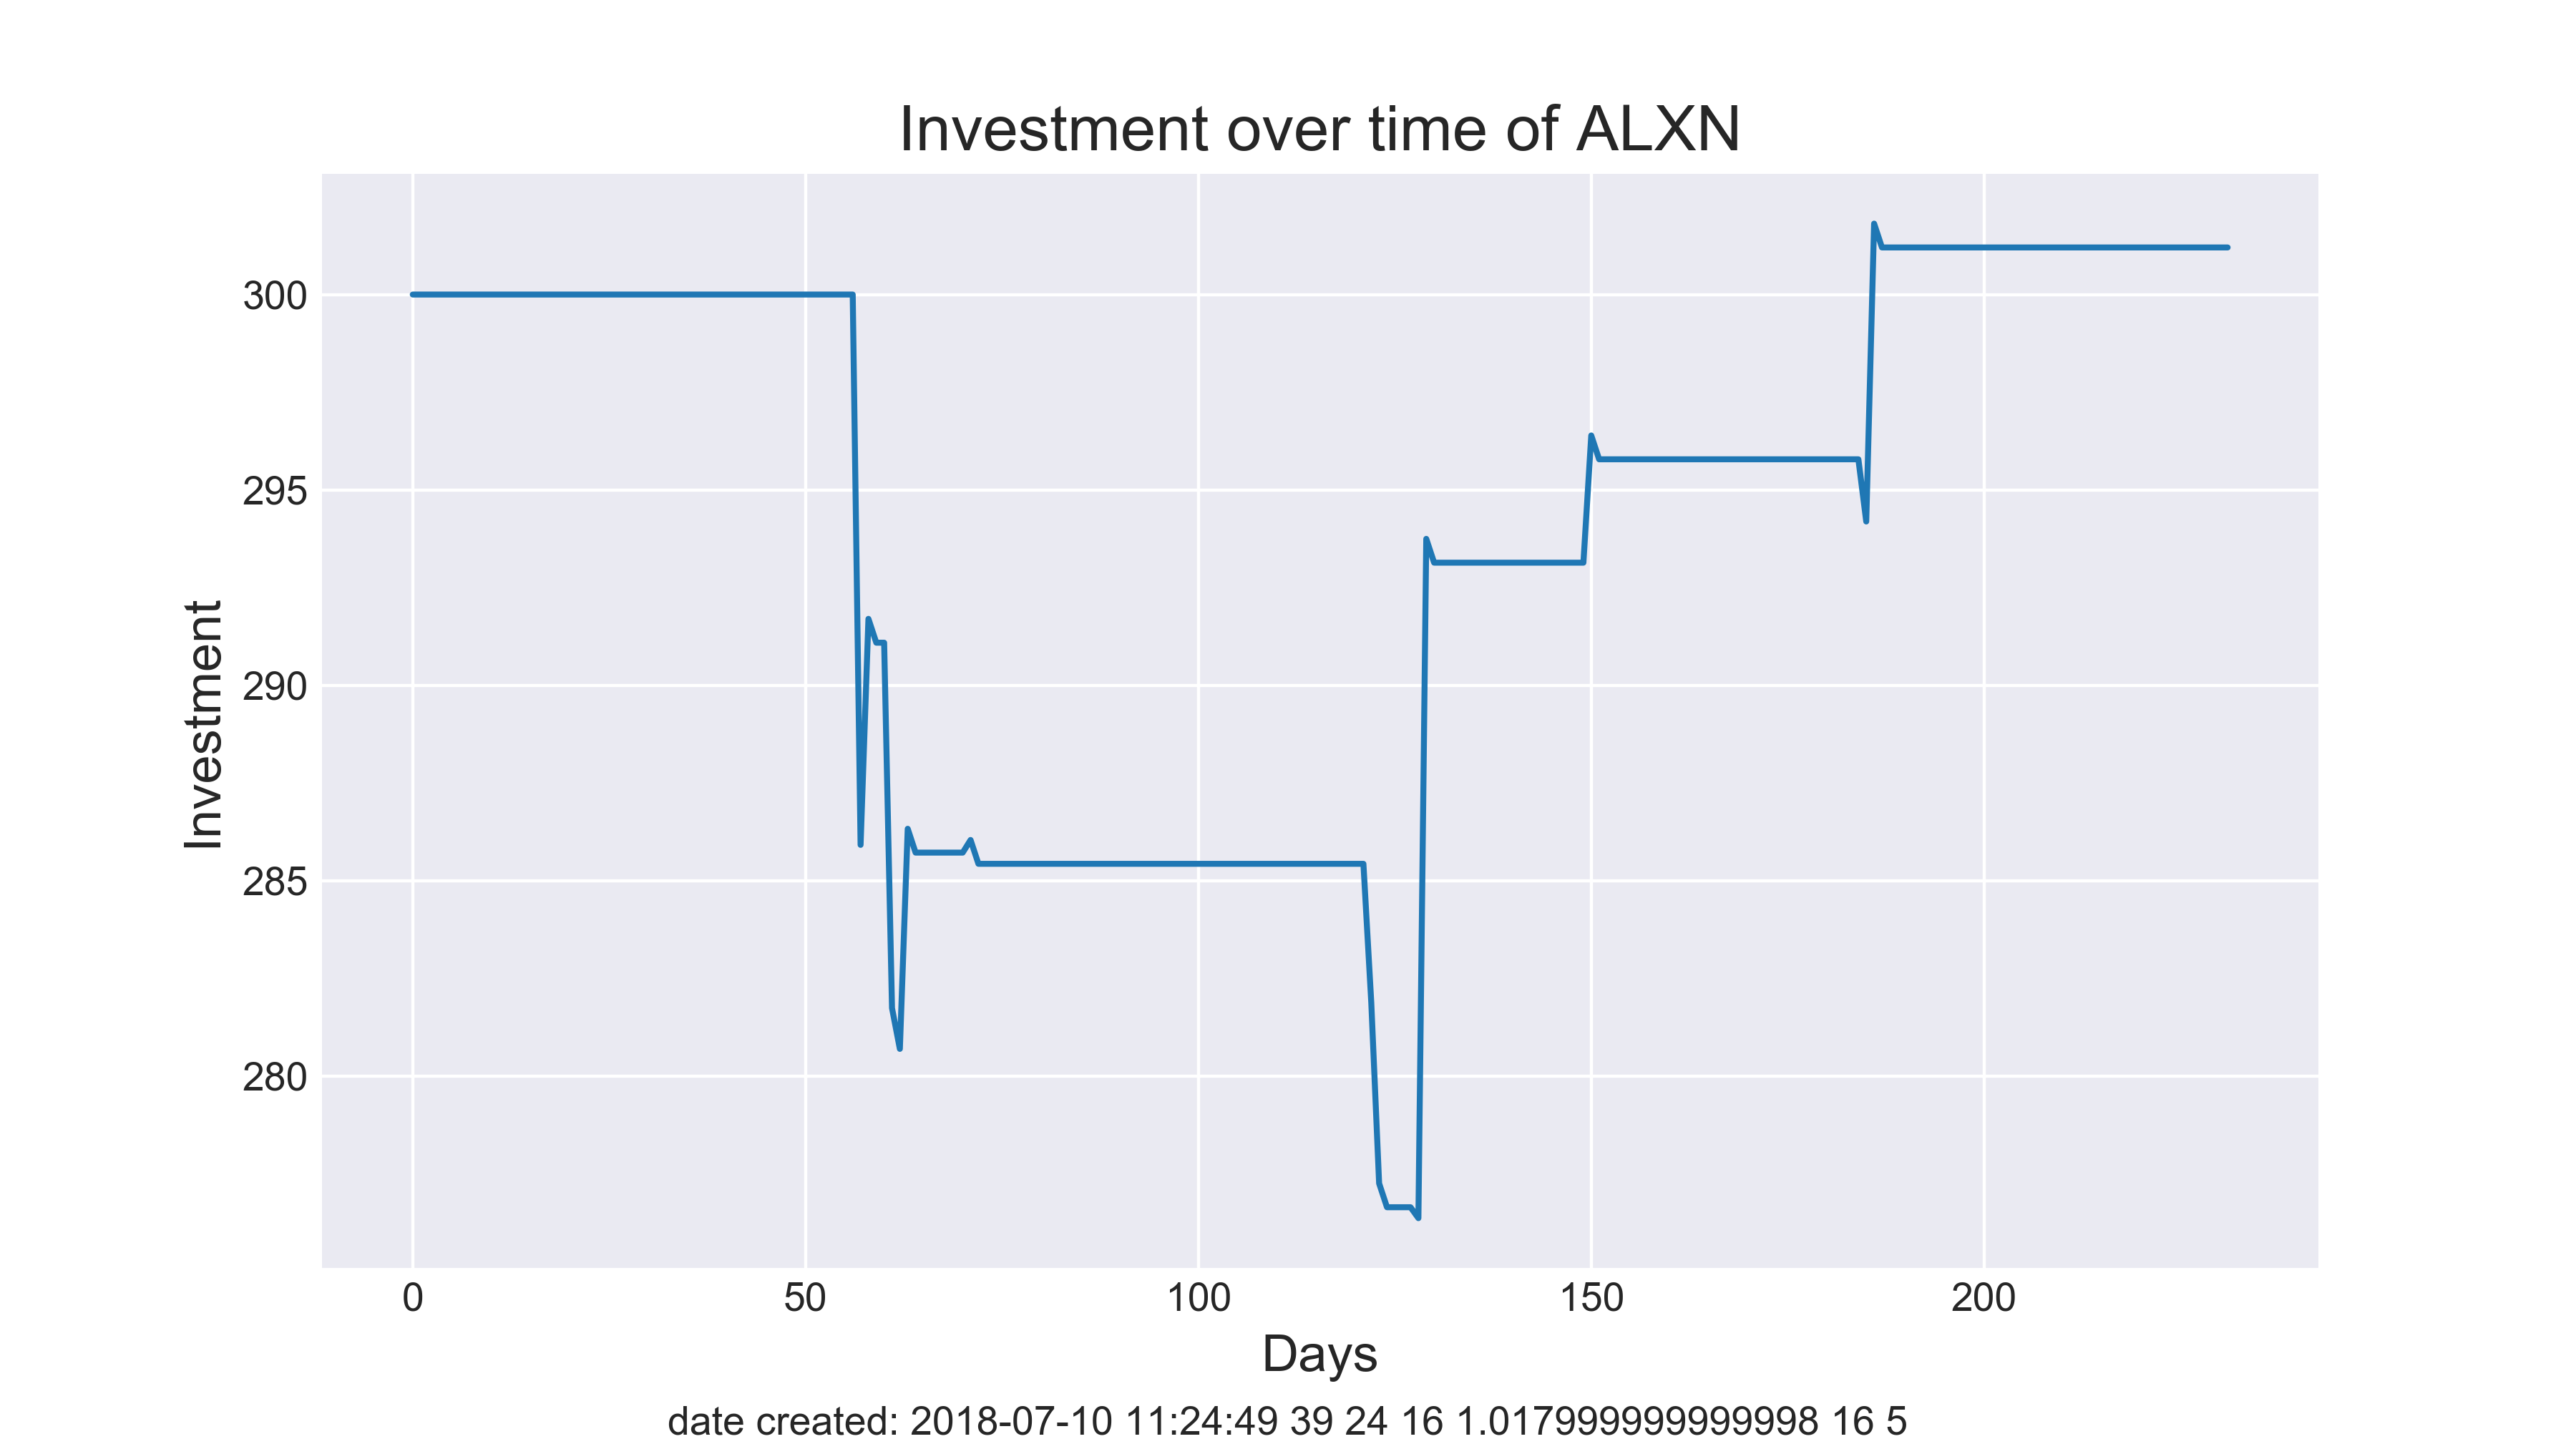 Investment over time of ALXN
Investment
300
295
290
285
280
0 50 100 150 200
Days
date created: 2018-07-10 11:24:49 39 24 16 1.0179999999999998 16 5